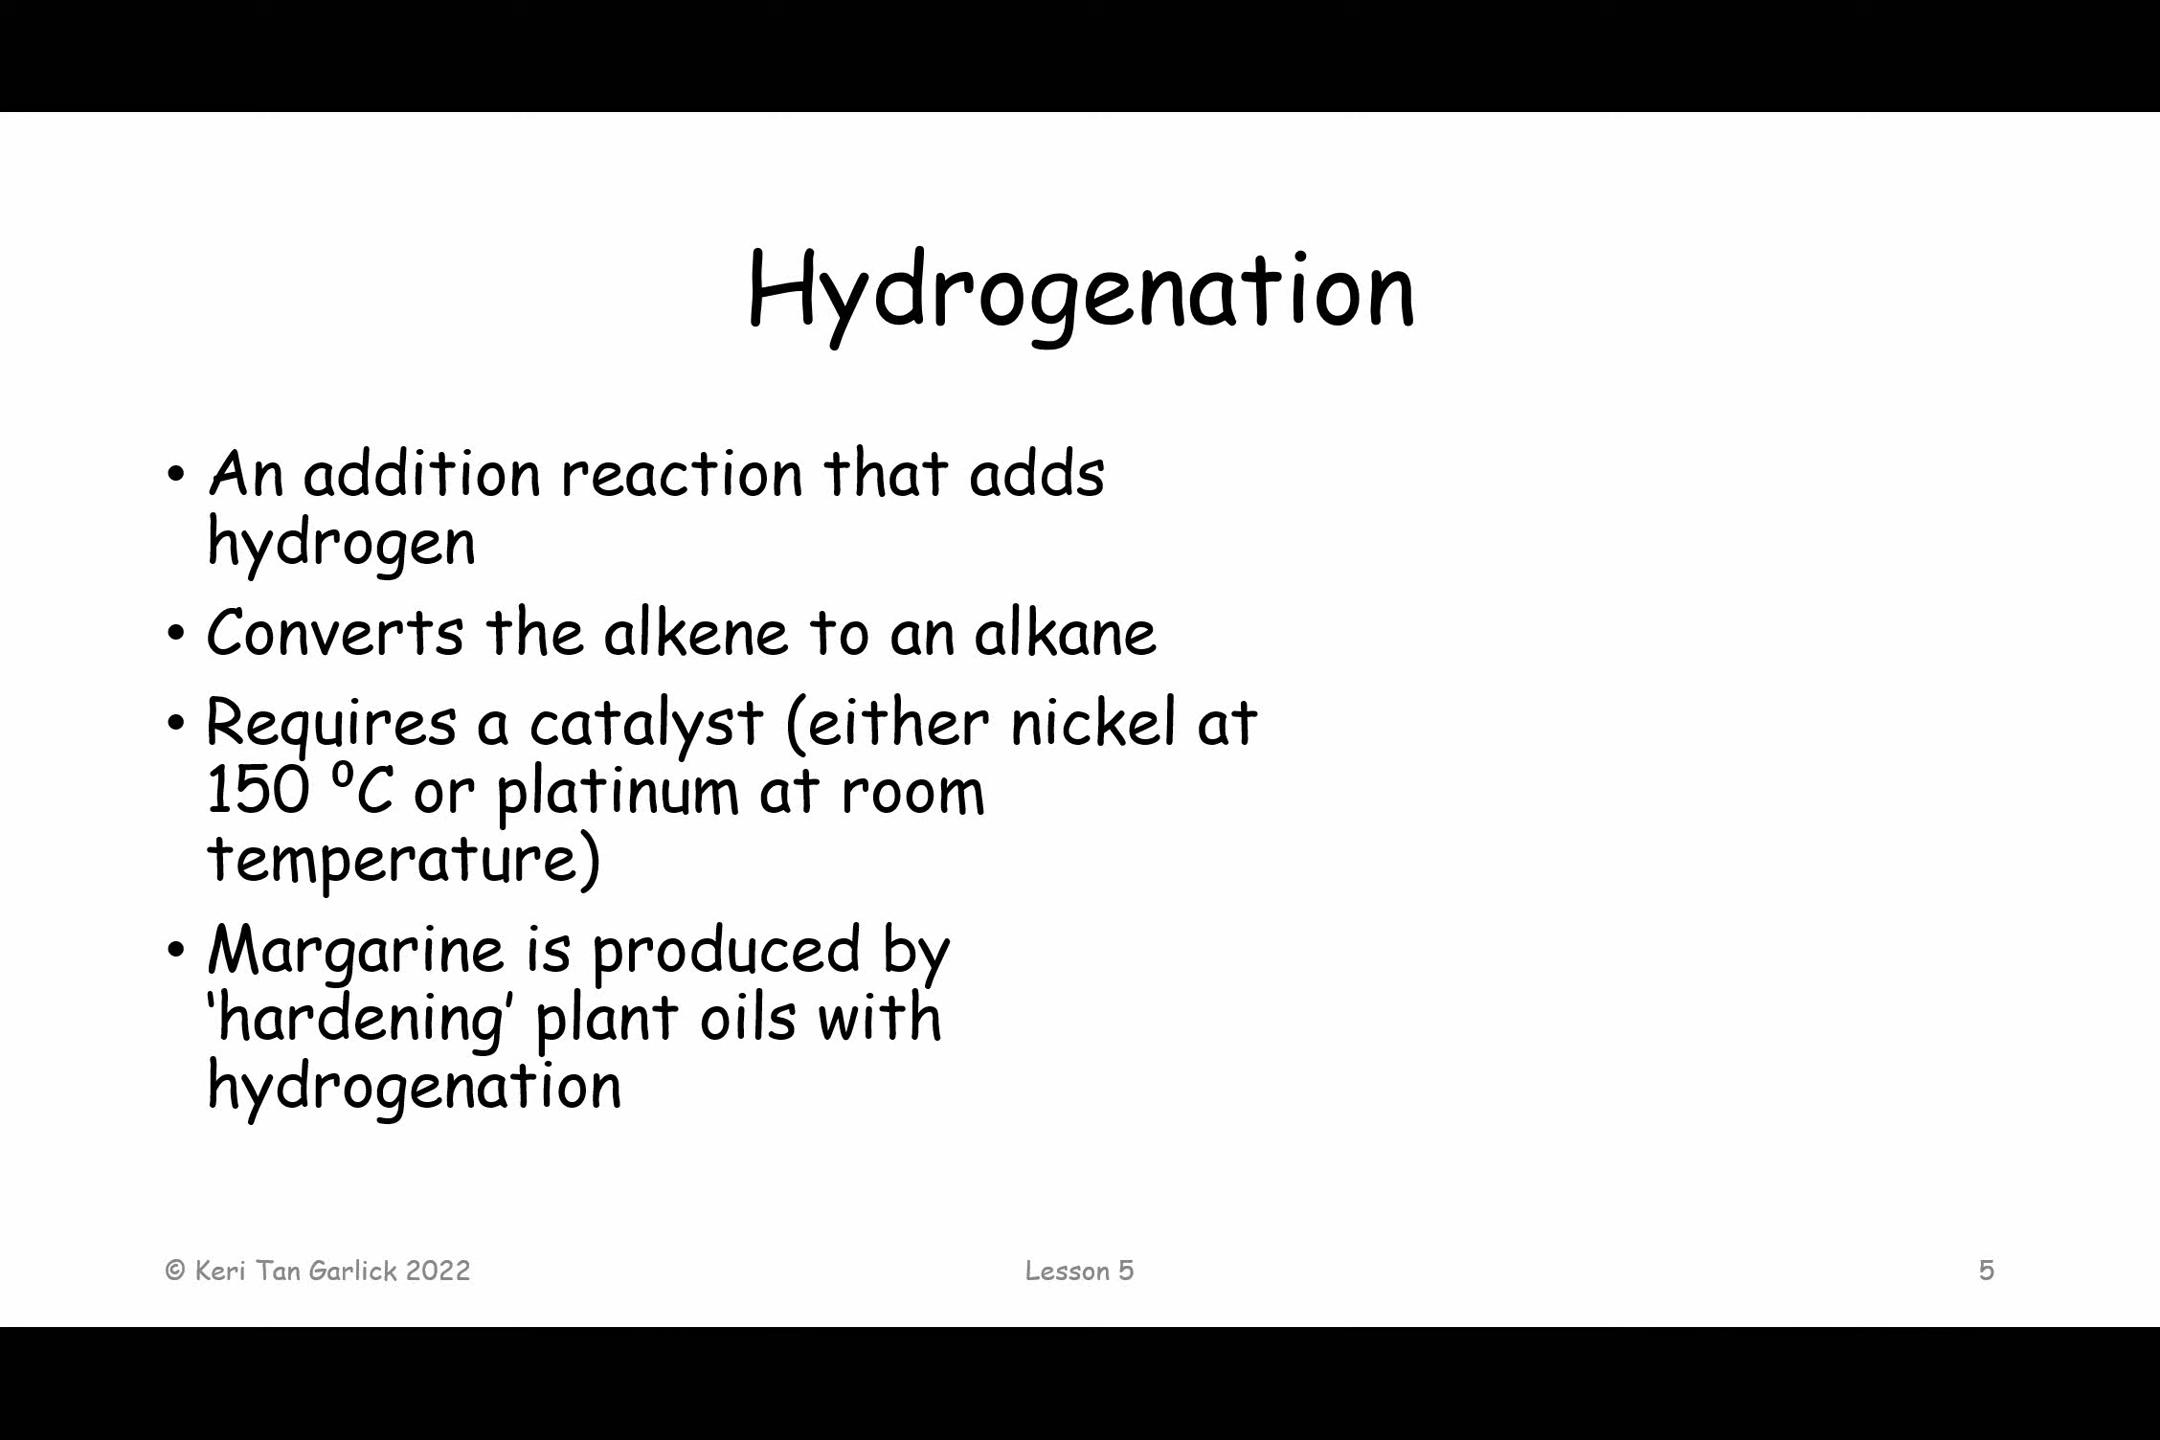 Hydrogenation
• An addition reaction that adds
hydrogen
• Converts the alkene to an alkane
• Requires a catalyst (either nickel at
150 ⁰C or platinum at room
temperature)
• Margarine is produced by
‘hardening’ plant oils with
hydrogenation
© Keri Tan Garlick 2022
Lesson 5
5